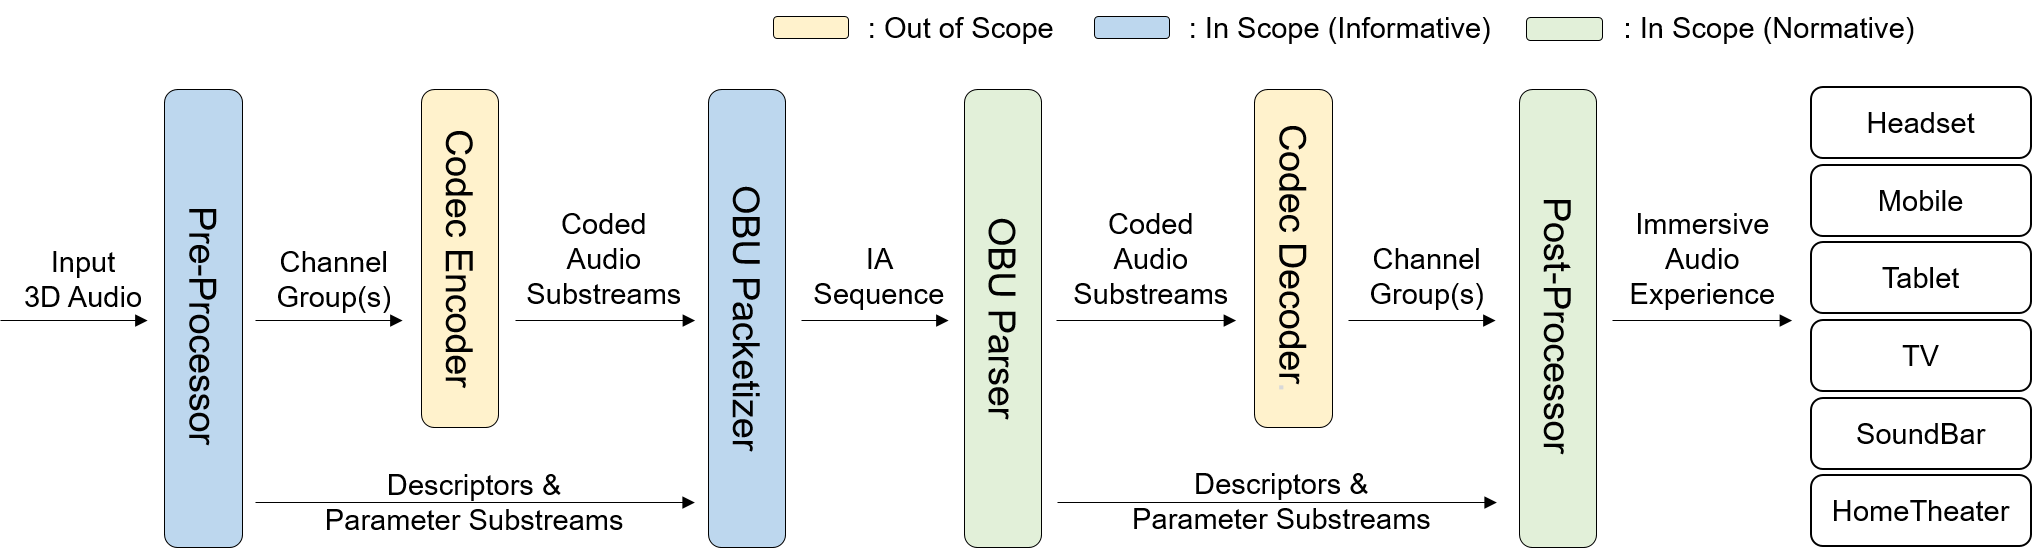 : Out of Scope
: In Scope (Informative)
: In Scope (Normative)
Input
3D Audio
Pre-Processor
Channel
Group(s)
Codec Encoder
Coded
Audio
Substreams
Descriptors &
Parameter Substreams
OBU Packetizer
IA
Sequence
OBU Parser
Coded
Audio
Substreams
Codec Decoder
Channel
Group(s)
Descriptors &
Parameter Substreams
Post-Processor
Immersive
Audio
Experience
Headset
Mobile
Tablet
TV
SoundBar
HomeTheater